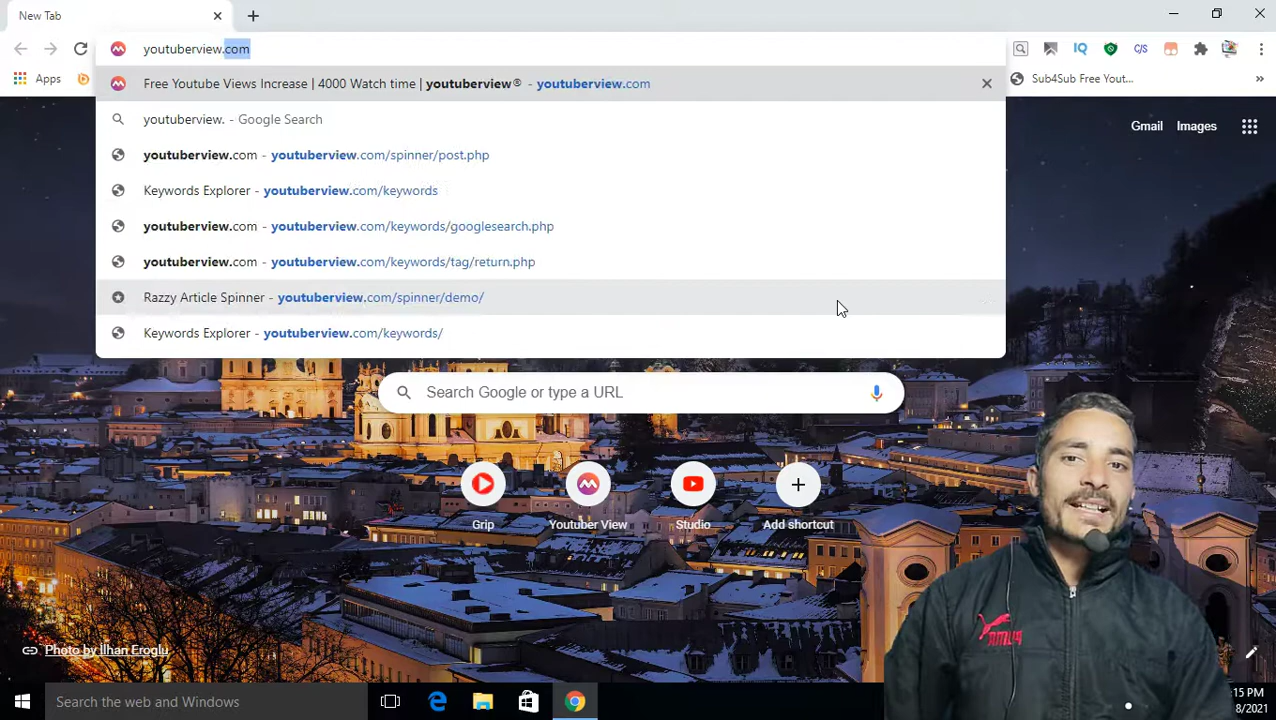 New Tab
youtuberview.com
Free Youtube Views Increase | 4000 Watch time | youtuberview® - youtuberview.com
youtuberview. - Google Search
youtuberview.com - youtuberview.com/spinner/post.php
Keywords Explorer - youtuberview.com/keywords
youtuberview.com - youtuberview.com/keywords/googlesearch.php
youtuberview.com - youtuberview.com/keywords/tag/return.php
Razzy Article Spinner - youtuberview.com/spinner/demo/
Keywords Explorer - youtuberview.com/keywords/
IQ
C/S
Apps
Sub4Sub Free Yout...
»
Gmail
Images
Search Google or type a URL
Grip
Youtuber View
Studio
Add shortcut
Photo by İlhan Eroglu
Search the web and Windows
:15 PM
8/2021